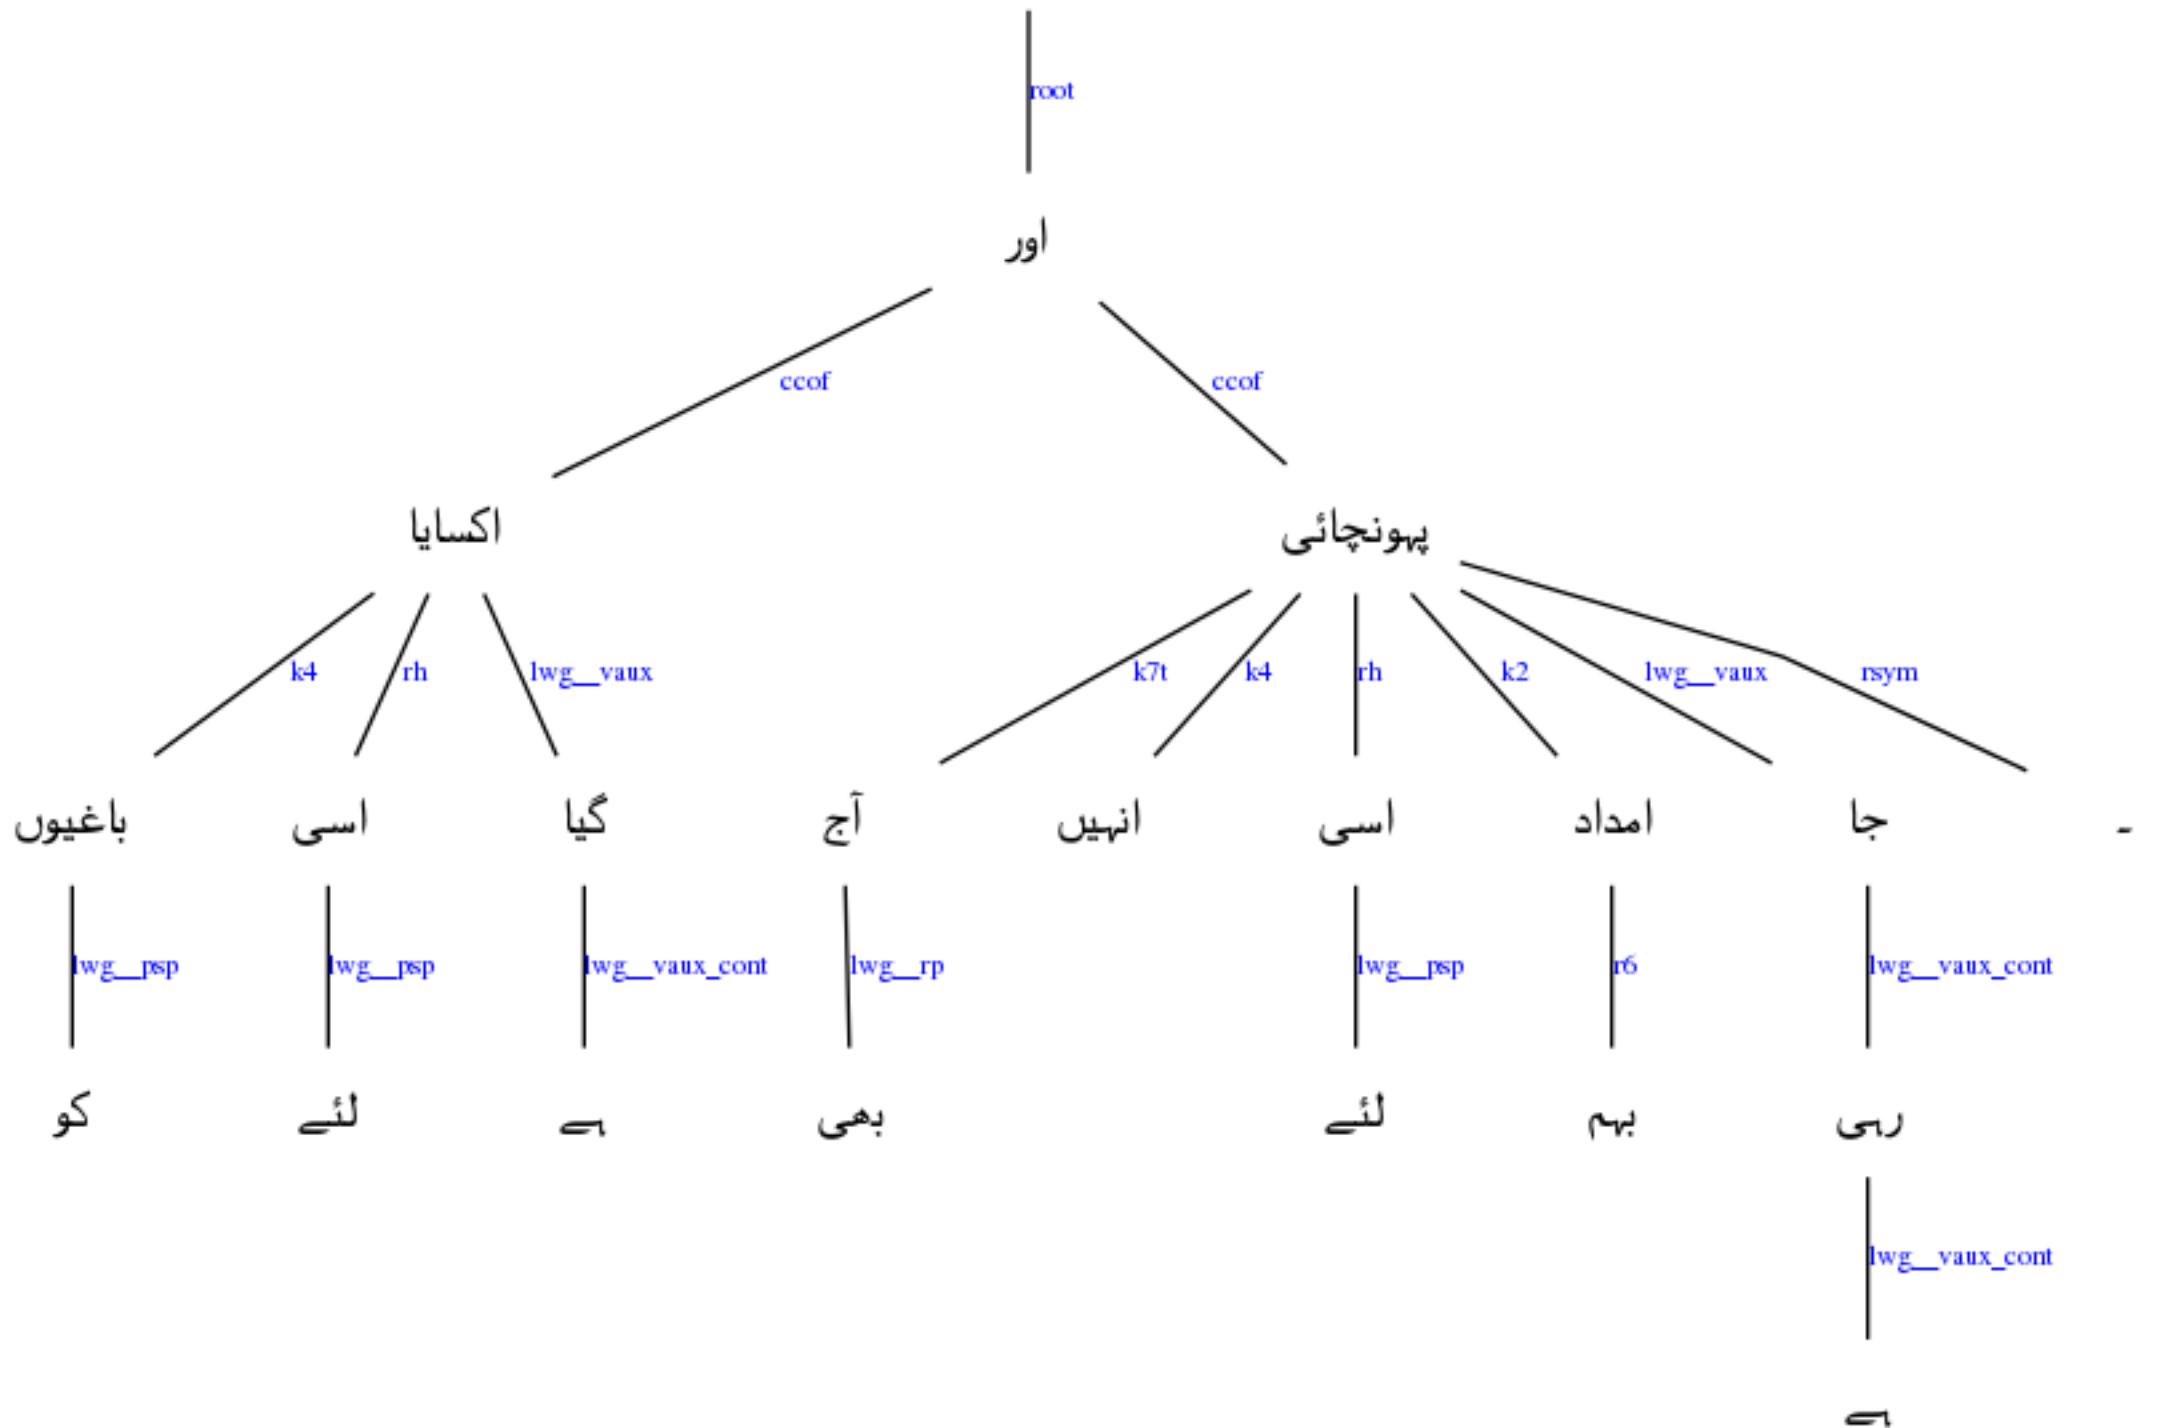 root
اور
ccof ccof
اکسایا پہونچائی
k4 rh lwg__vaux k7t k4 rh k2 lwg__vaux rsym
باغیوں اسی گیا آج انہیں اسی امداد جا ۔
lwg__psp lwg__psp lwg__vaux_cont lwg__rp lwg__psp r6 lwg__vaux_cont
کو لئے ہے بھی لئے بہم رہی
lwg__vaux_cont
ہے